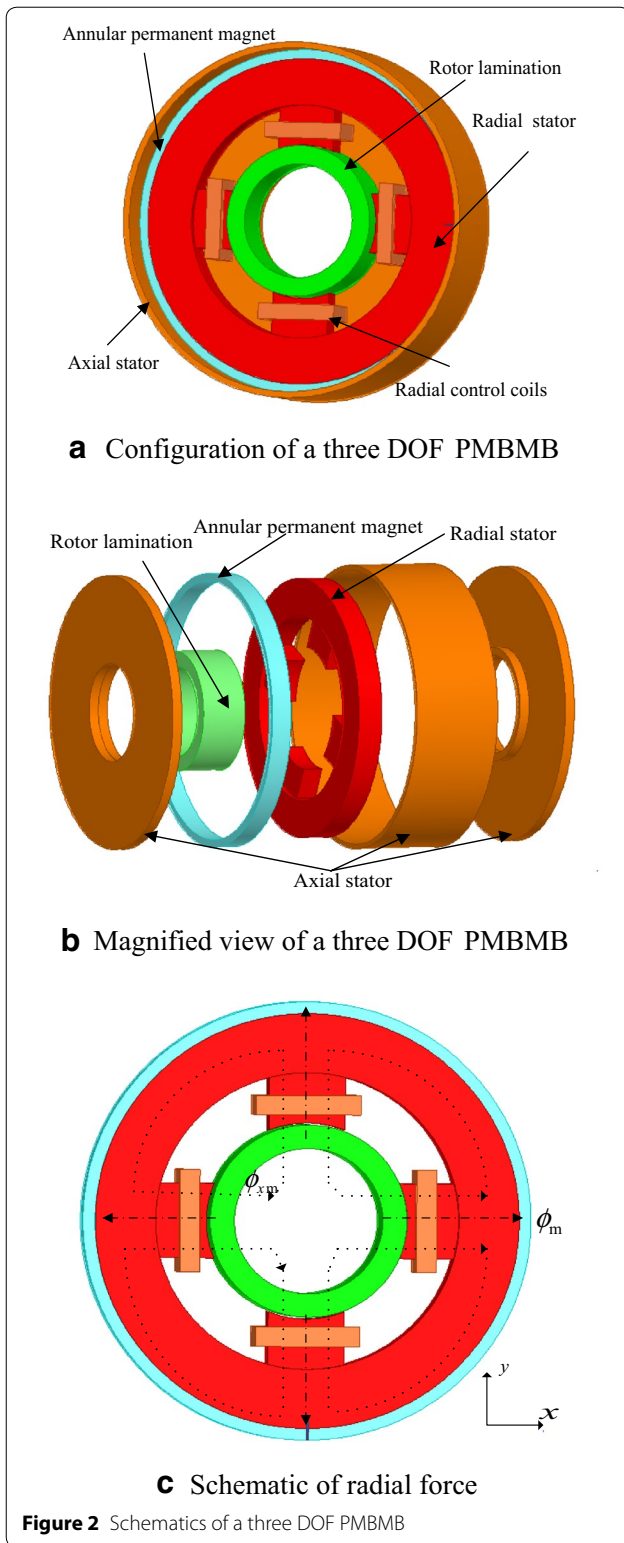 Annular permanent magnet
Rotor lamination
Radial stator
Axial stator
Radial control coils
a Configuration of a three DOF PMBMB
Annular permanent magnet
Rotor lamination
Radial stator
Axial stator
b Magnified view of a three DOF PMBMB
ϕxm
ϕm
y
x
c Schematic of radial force
Figure 2 Schematics of a three DOF PMBMB